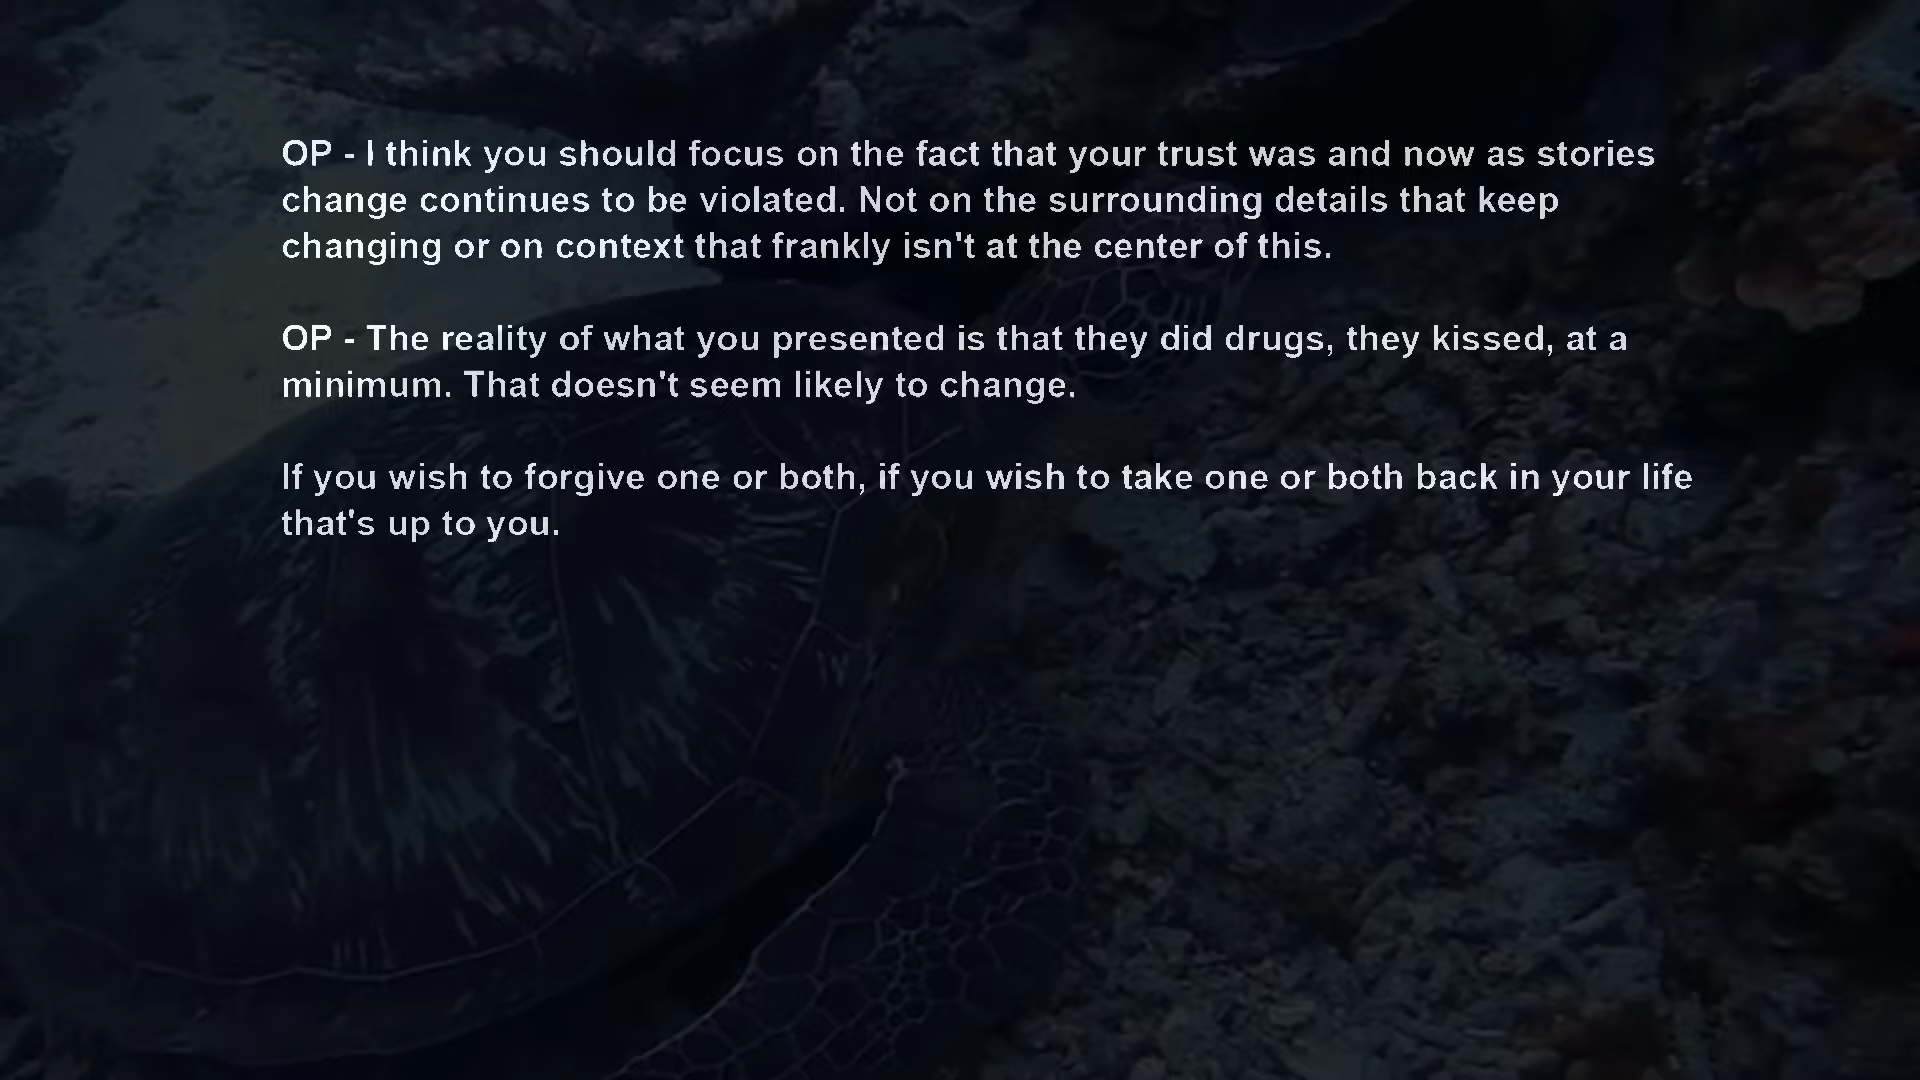 OP - I think you should focus on the fact that your trust was and now as stories
change continues to be violated. Not on the surrounding details that keep
changing or on context that frankly isn't at the center of this.
OP - The reality of what you presented is that they did drugs, they kissed, at a
minimum. That doesn't seem likely to change.
If you wish to forgive one or both, if you wish to take one or both back in your life
that's up to you.